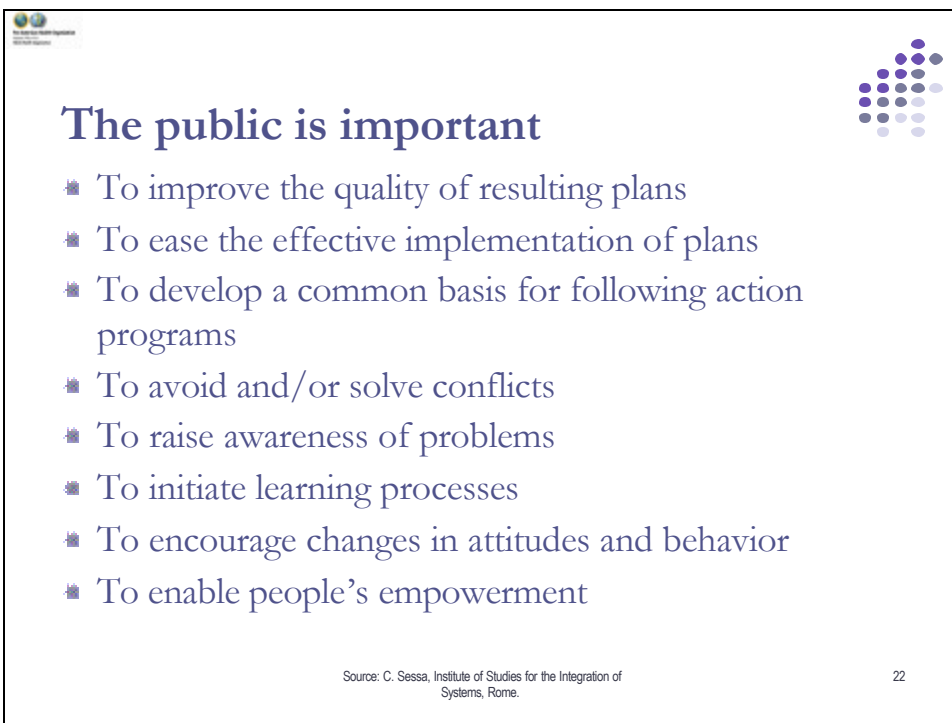 The public is important
To improve the quality of resulting plans
To ease the effective implementation of plans
To develop a common basis for following action
programs
To avoid and/or solve conflicts
To raise awareness of problems
To initiate learning processes
To encourage changes in attitudes and behavior
To enable people’s empowerment
Source: C. Sessa, Institute of Studies for the Integration of
Systems, Rome.
22